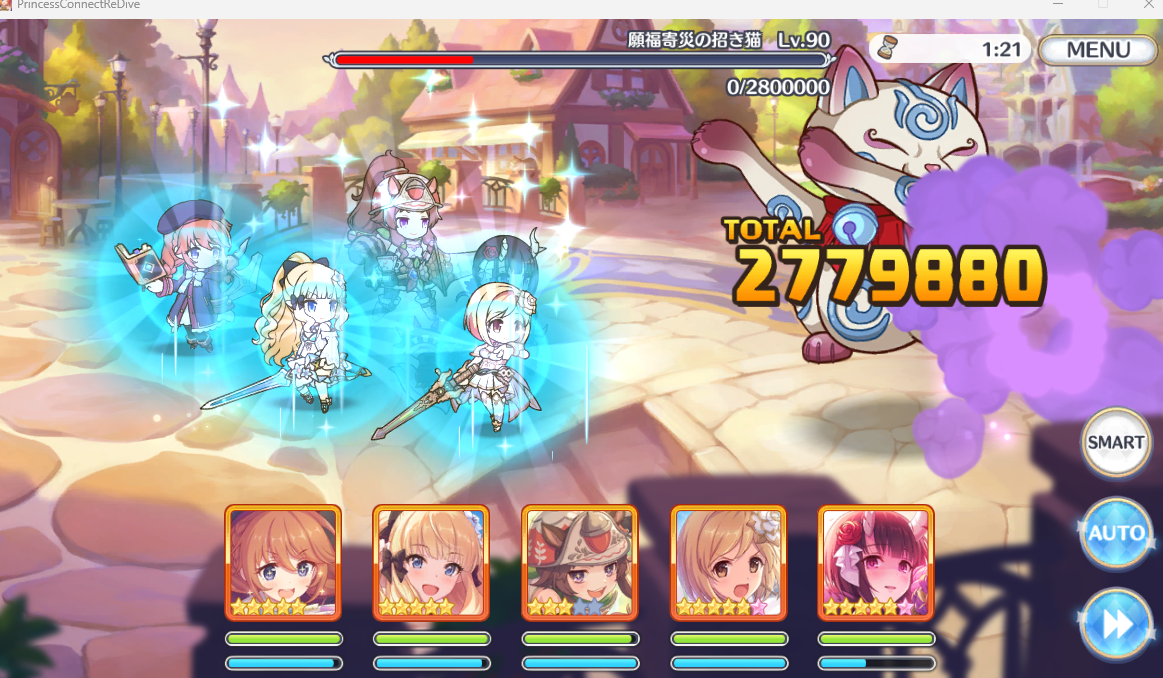 PrincessConnectReDive
願福寄災の招き猫 Lv.90
1:21
MENU
0/2800000
TOTAL
2779880
SMART
AUTO